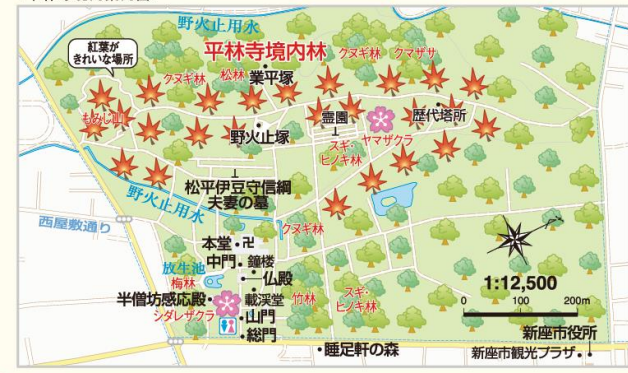 野火止用水
平林寺境内林
クヌギ林
クマザサ
紅葉が
きれいな場所
クヌギ林
松林
業平塚
もみじ山
霊園
歴代塔所
野火止塚
ヤマザクラ
スギ・
ヒノキ林
松平伊豆守信綱
夫妻の墓
野火止用水
西屋敷通り
クヌギ林
本堂
卍
中門
鐘楼
放生池
梅林
仏殿
半僧坊感応殿
載渓堂
竹林
スギ・
ヒノキ林
シダレザクラ
山門
総門
1:12,500
0 100 200m
新座市役所
睡足軒の森
新座市観光プラザ